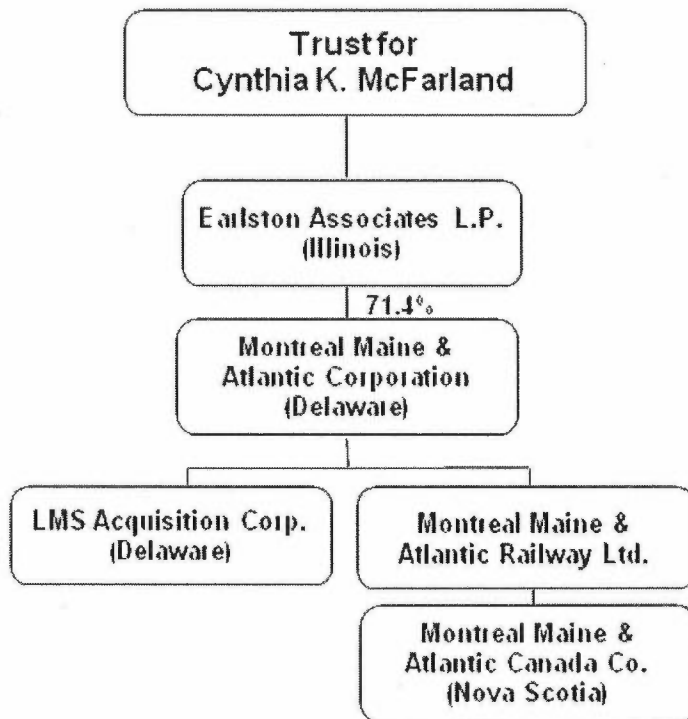 Trust for
Cynthia K. McFarland
Earlston Associates L.P.
(Illinois)
71.4%
Montreal Maine &
Atlantic Corporation
(Delaware)
LMS Acquisition Corp.
(Delaware)
Montreal Maine &
Atlantic Railway Ltd.
Montreal Maine &
Atlantic Canada Co.
(Nova Scotia)